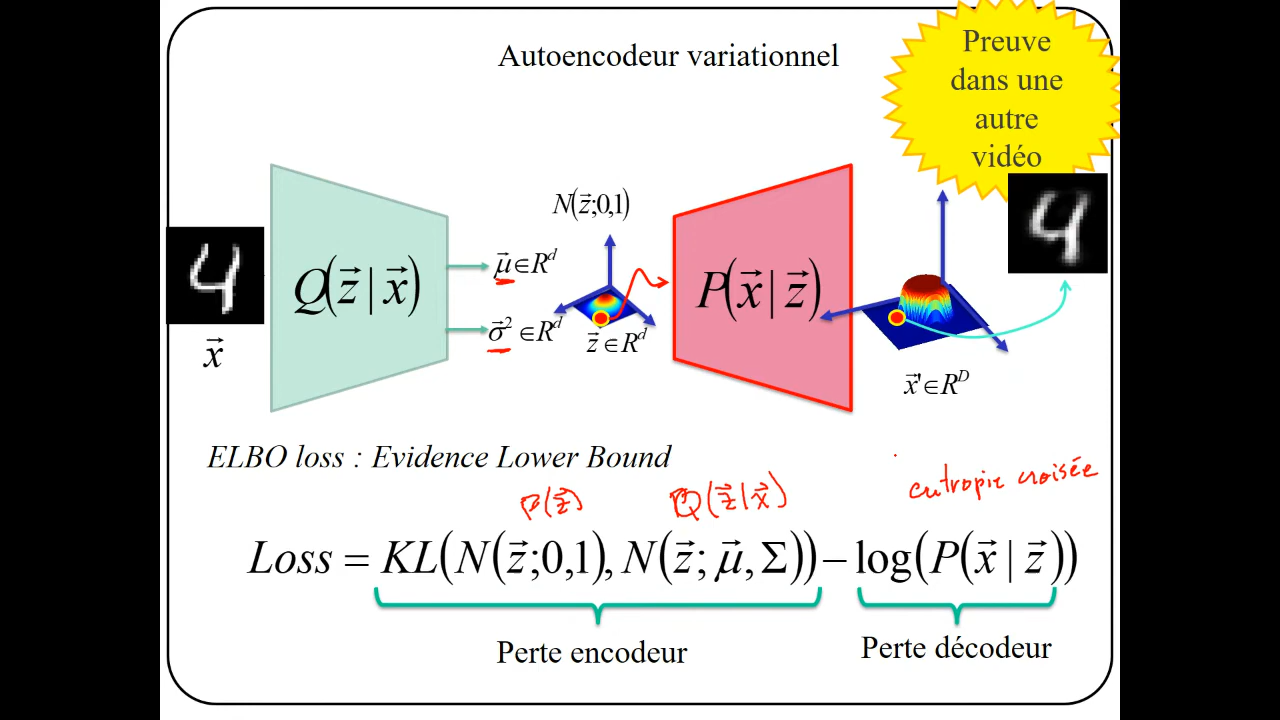 Autoencodeur variationnel
Preuve
dans une
autre
vidéo
N(z⃗;0,1)
Q(z⃗ | x⃗)
μ⃗ ∈ R^d
σ⃗² ∈ R^d
z⃗ ∈ R^d
P(x⃗ | z⃗)
x⃗
x⃗' ∈ R^D
ELBO loss : Evidence Lower Bound
P(z⃗)
Q(z⃗|x⃗)
entropie croisée
Loss = KL(N(z⃗;0,1), N(z⃗; μ⃗, Σ)) − log(P(x⃗ | z⃗))
Perte encodeur
Perte décodeur